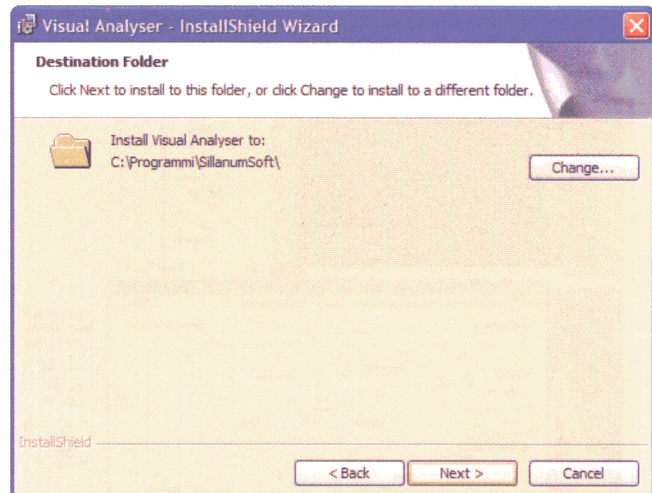 Visual Analyser - InstallShield Wizard
Destination Folder
Click Next to install to this folder, or click Change to install to a different folder.
Install Visual Analyser to:
C:\Programmi\SillanumSoft\
Change...
InstallShield
< Back
Next >
Cancel